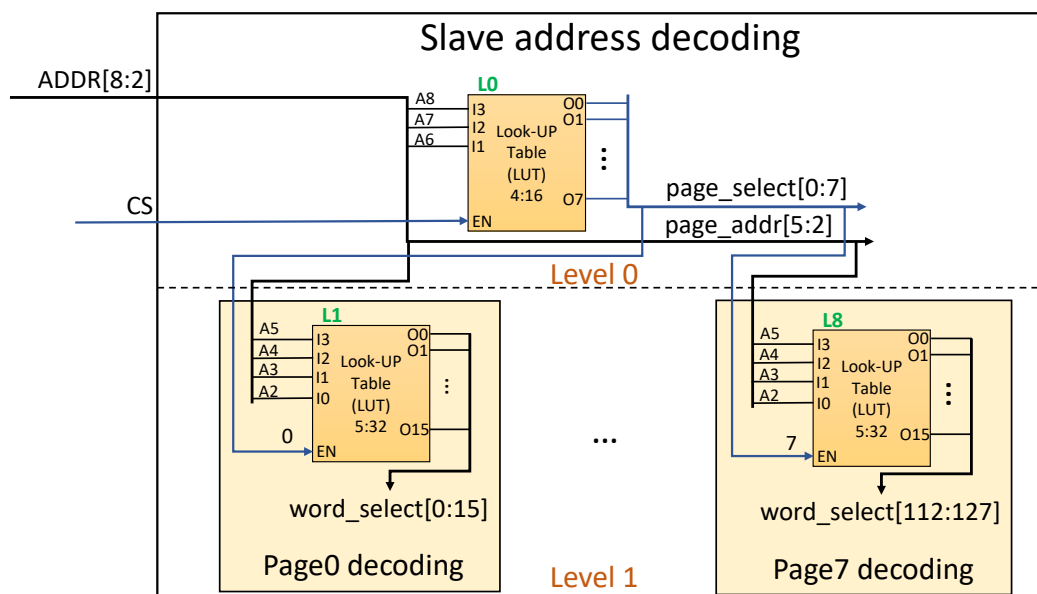 Slave address decoding
ADDR[8:2]
L0
A8
I3
O0
A7
I2
O1
A6
I1
Look-UP
Table
(LUT)
4:16
...
O7
page_select[0:7]
CS
EN
page_addr[5:2]
Level 0
L1
A5
I3
O0
A4
I2
O1
A3
I1
A2
I0
Look-UP
Table
(LUT)
5:32
...
O15
0
EN
word_select[0:15]
Page0 decoding
...
Level 1
L8
A5
I3
O0
A4
I2
O1
A3
I1
A2
I0
Look-UP
Table
(LUT)
5:32
...
O15
7
EN
word_select[112:127]
Page7 decoding